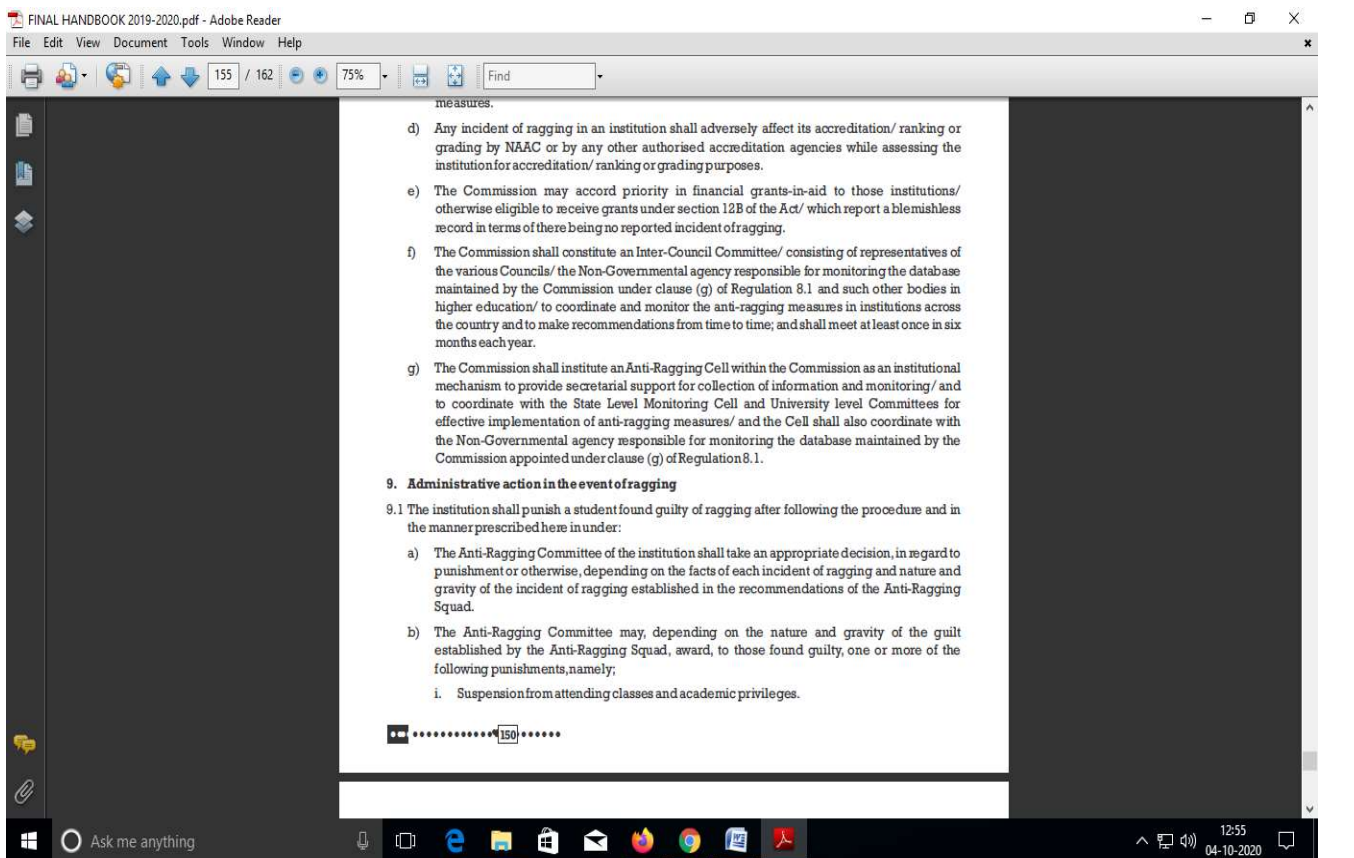 FINAL HANDBOOK 2019-2020.pdf - Adobe Reader
File Edit View Document Tools Window Help
155 / 162 75% Find
measures.
d) Any incident of ragging in an institution shall adversely affect its accreditation/ ranking or
grading by NAAC or by any other authorised accreditation agencies while assessing the
institution for accreditation/ ranking or grading purposes.
e) The Commission may accord priority in financial grants-in-aid to those institutions/
otherwise eligible to receive grants under section 12B of the Act/ which report a blemishless
record in terms of there being no reported incident of ragging.
f) The Commission shall constitute an Inter-Council Committee/ consisting of representatives of
the various Councils/ the Non-Governmental agency responsible for monitoring the database
maintained by the Commission under clause (g) of Regulation 8.1 and such other bodies in
higher education/ to coordinate and monitor the anti-ragging measures in institutions across
the country and to make recommendations from time to time; and shall meet at least once in six
months each year.
g) The Commission shall institute an Anti-Ragging Cell within the Commission as an institutional
mechanism to provide secretarial support for collection of information and monitoring/ and
to coordinate with the State Level Monitoring Cell and University level Committees for
effective implementation of anti-ragging measures/ and the Cell shall also coordinate with
the Non-Governmental agency responsible for monitoring the database maintained by the
Commission appointed under clause (g) of Regulation 8.1.
9. Administrative action in the event of ragging
9.1 The institution shall punish a student found guilty of ragging after following the procedure and in
the manner prescribed here inunder:
a) The Anti-Ragging Committee of the institution shall take an appropriate decision, in regard to
punishment or otherwise, depending on the facts of each incident of ragging and nature and
gravity of the incident of ragging established in the recommendations of the Anti-Ragging
Squad.
b) The Anti-Ragging Committee may, depending on the nature and gravity of the guilt
established by the Anti-Ragging Squad, award, to those found guilty, one or more of the
following punishments, namely;
i. Suspension from attending classes and academic privileges.
150
Ask me anything
12:55
04-10-2020